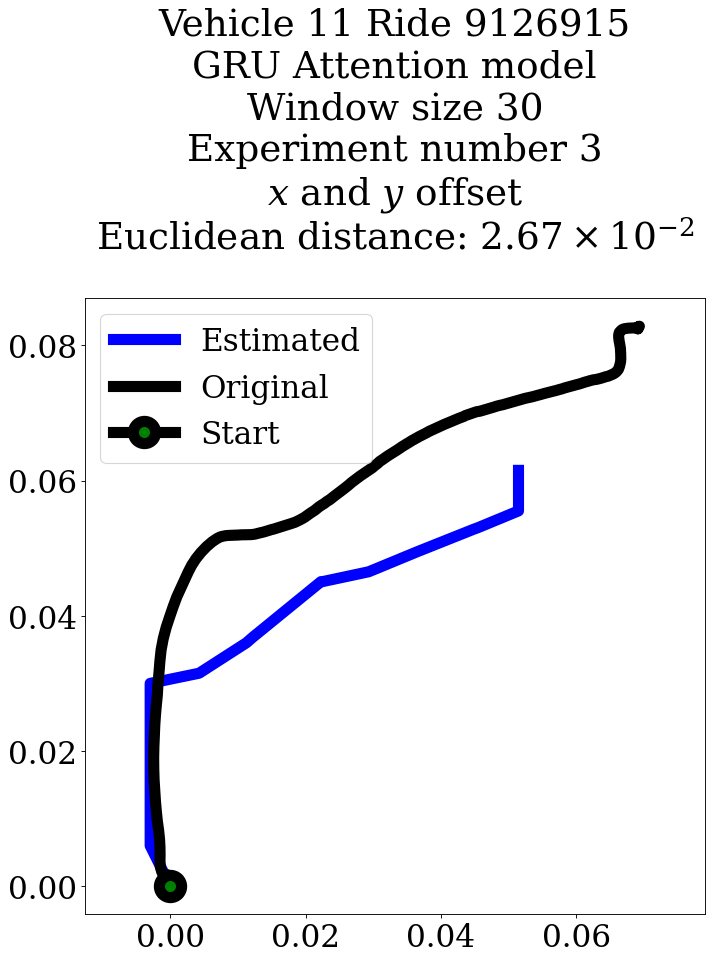 Vehicle 11 Ride 9126915
GRU Attention model
Window size 30
Experiment number 3
x and y offset
Euclidean distance: 2.67 × 10⁻²
Estimated
Original
Start
0.08
0.06
0.04
0.02
0.00
0.00 0.02 0.04 0.06